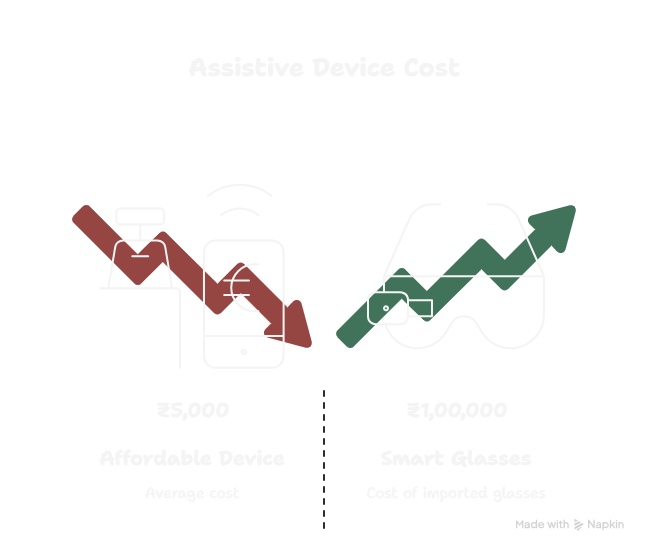 Assistive Device Cost
₹5,000
₹1,00,000
Affordable Device
Smart Glasses
Average cost
Cost of imported glasses
Made with Napkin